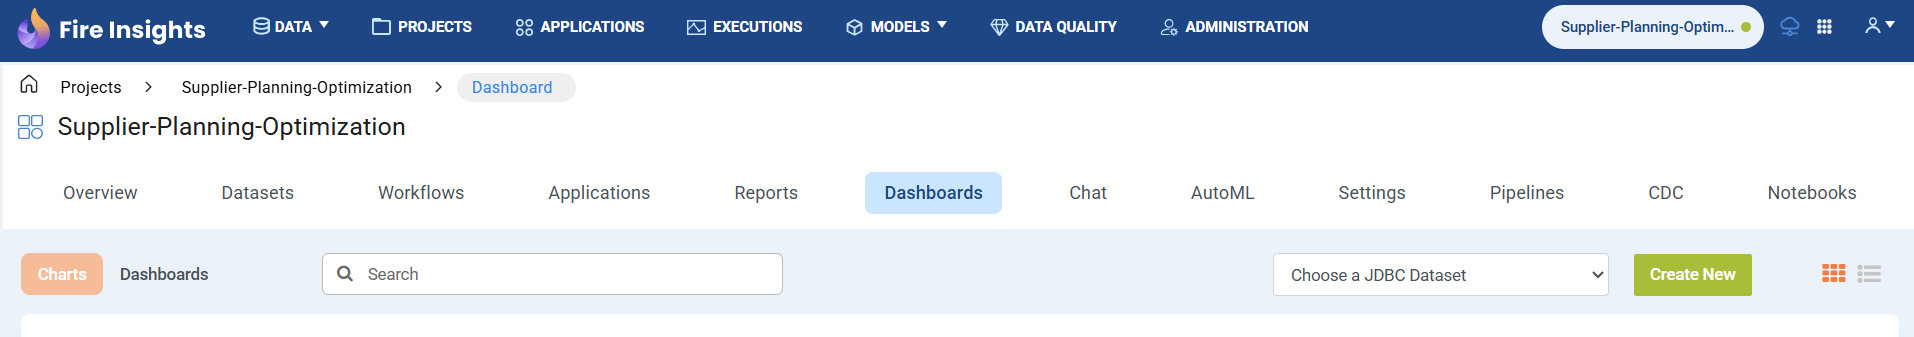 Fire Insights DATA PROJECTS APPLICATIONS EXECUTIONS MODELS DATA QUALITY ADMINISTRATION Supplier-Planning-Optim...
Projects > Supplier-Planning-Optimization > Dashboard
Supplier-Planning-Optimization
Overview Datasets Workflows Applications Reports Dashboards Chat AutoML Settings Pipelines CDC Notebooks
Charts Dashboards Search Choose a JDBC Dataset Create New